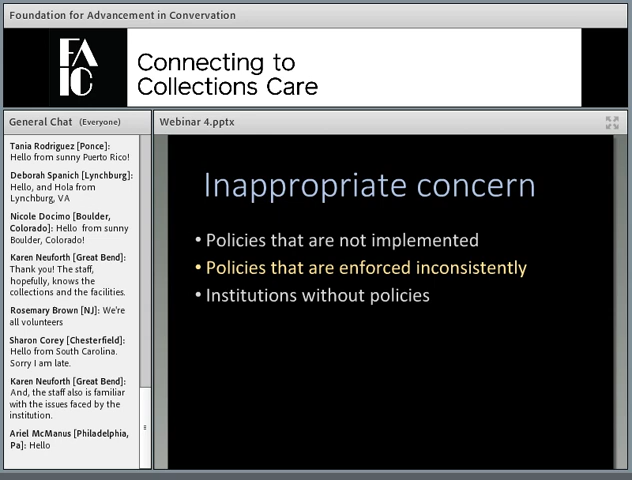 Foundation for Advancement in Convervation
FA
IC
Connecting to
Collections Care
General Chat (Everyone)
Tania Rodriguez [Ponce]:
Hello from sunny Puerto Rico!
Deborah Spanich [Lynchburg]:
Hello, and Hola from
Lynchburg, VA
Nicole Docimo [Boulder,
Colorado]: Hello from sunny
Boulder, Colorado!
Karen Neuforth [Great Bend]:
Thank you! The staff,
hopefully, knows the
collections and the facilities.
Rosemary Brown [NJ]: We're
all volunteers
Sharon Corey [Chesterfield]:
Hello from South Carolina.
Sorry I am late.
Karen Neuforth [Great Bend]:
And, the staff also is familiar
with the issues faced by the
institution.
Ariel McManus [Philadelphia,
Pa]: Hello
Webinar 4.pptx
Inappropriate concern
• Policies that are not implemented
• Policies that are enforced inconsistently
• Institutions without policies